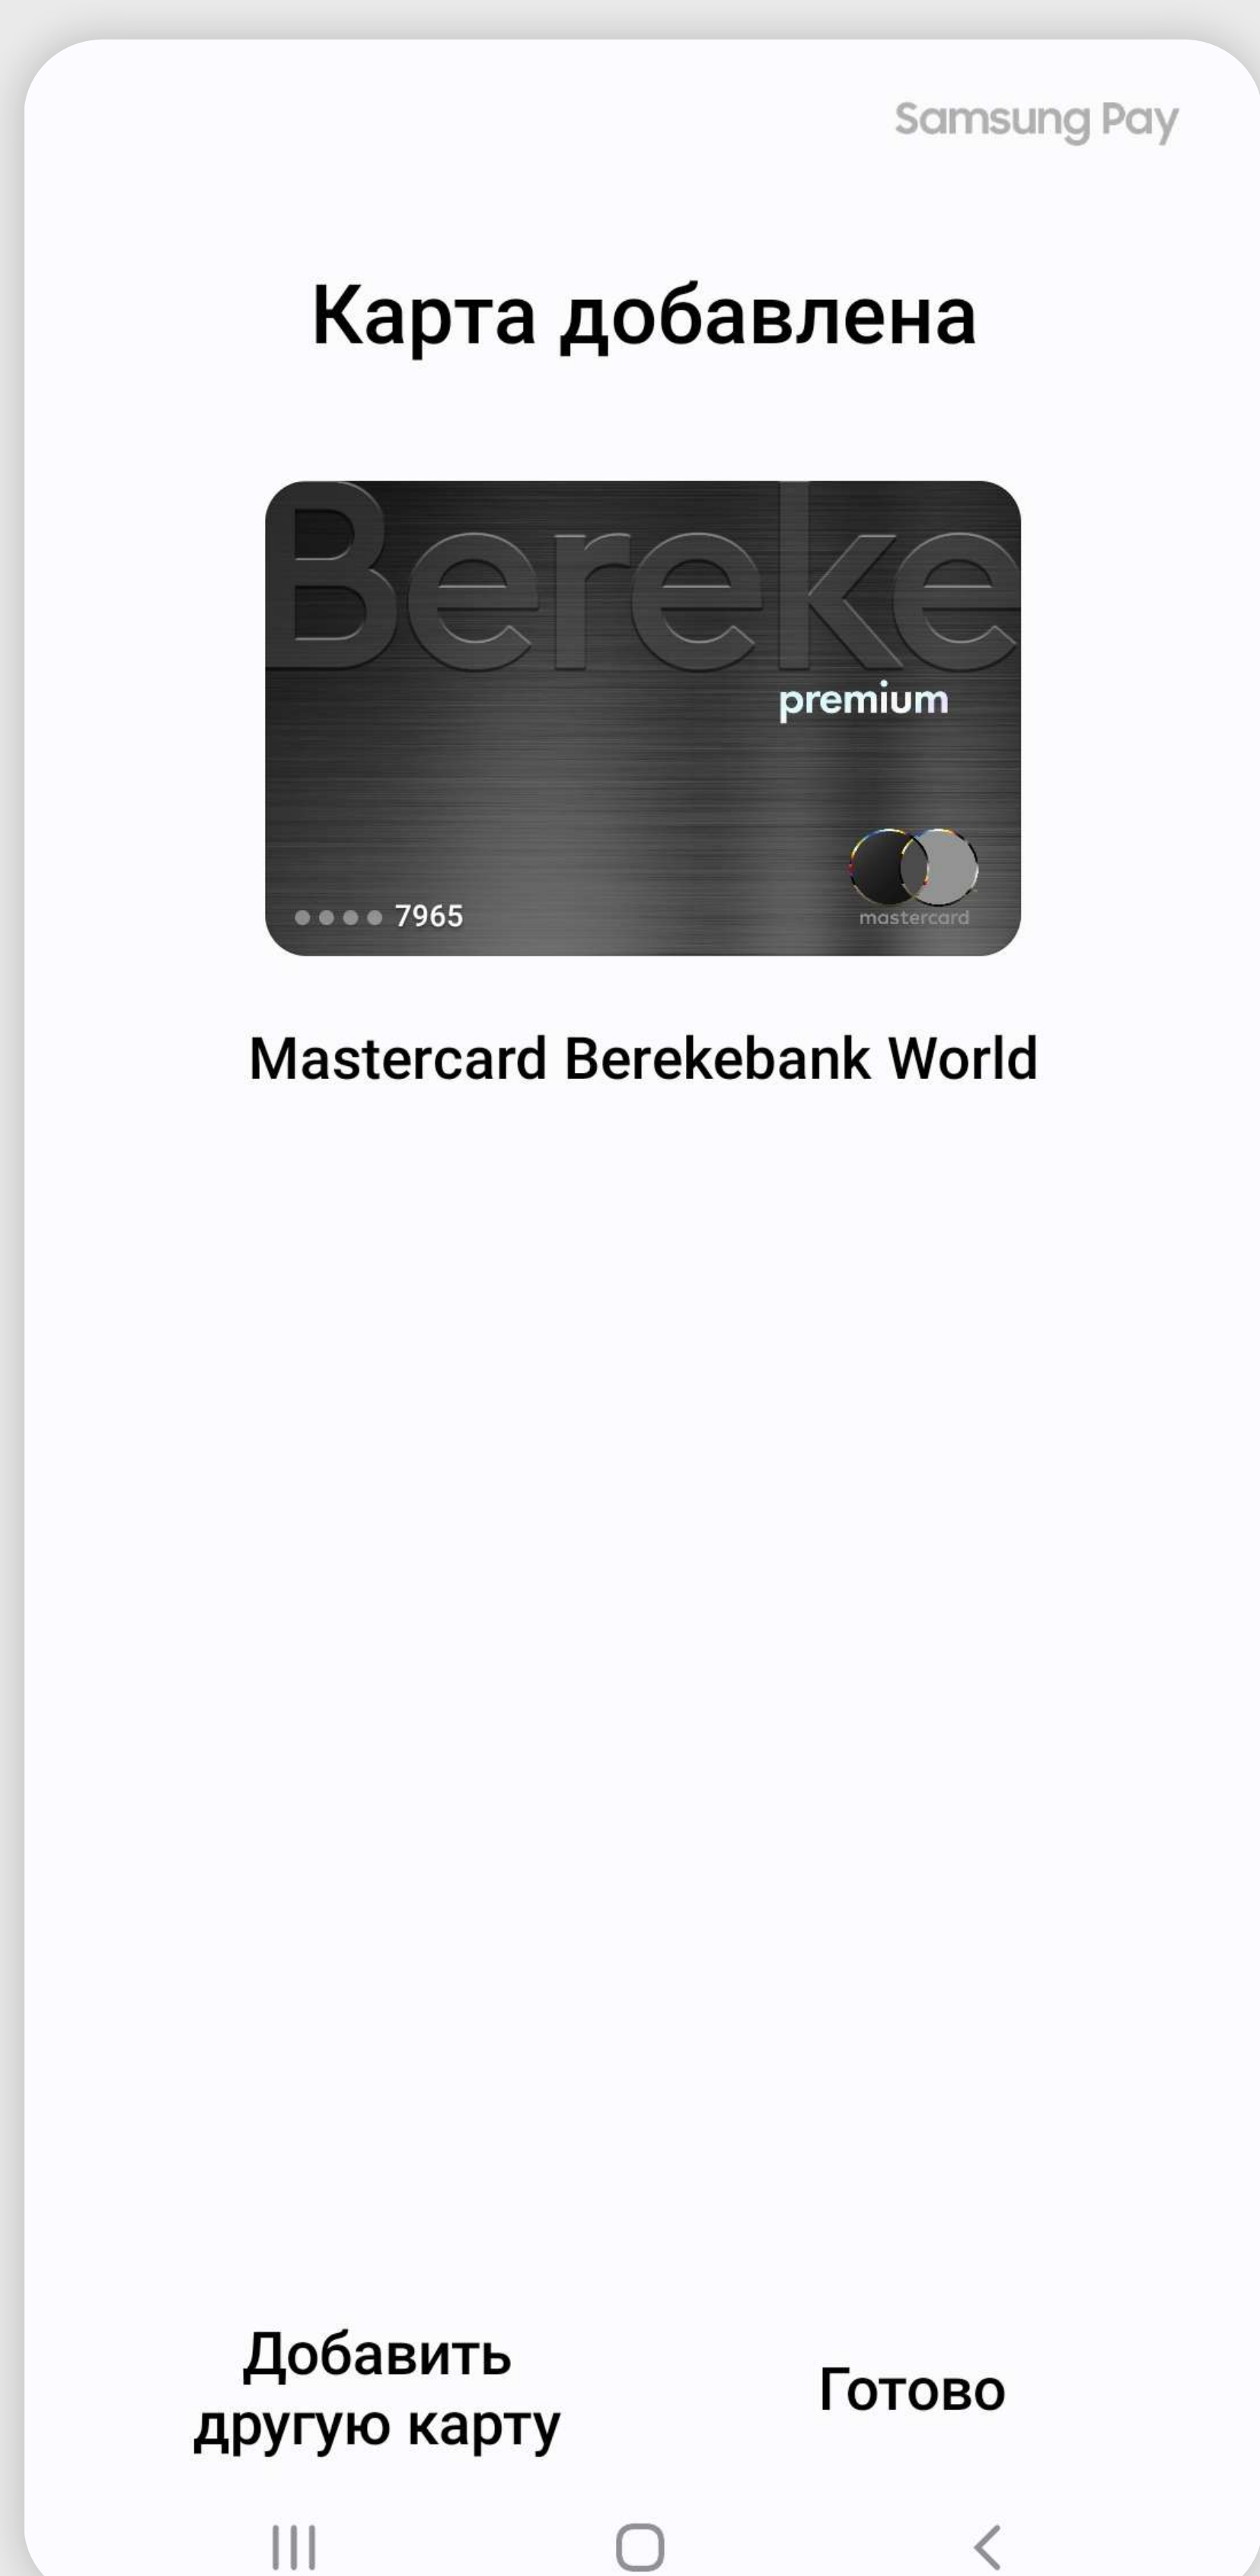 Samsung Pay
Карта добавлена
Bereke
premium
•••• 7965
mastercard
Mastercard Berekebank World
Добавить
другую карту
Готово